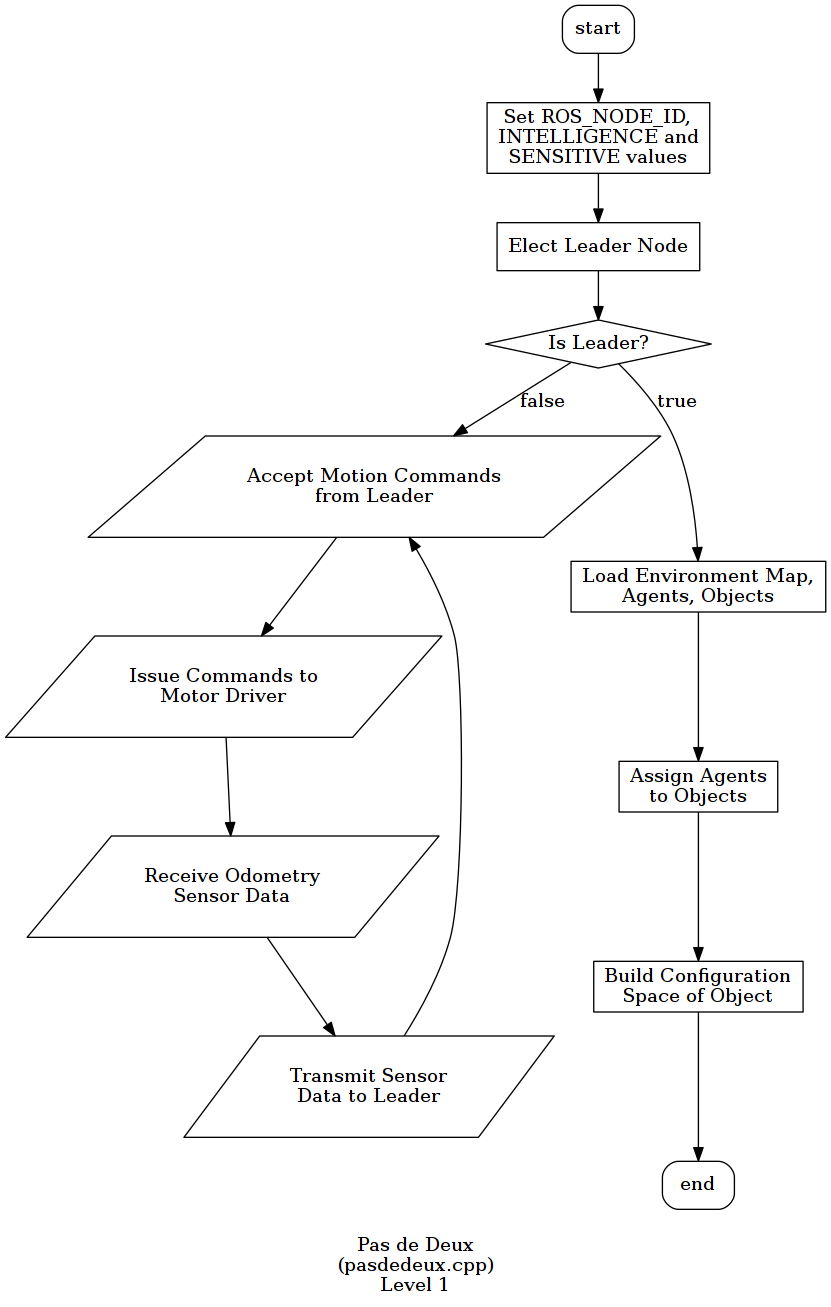 start
Set ROS_NODE_ID,
INTELLIGENCE and
SENSITIVE values
Elect Leader Node
Is Leader?
false
true
Accept Motion Commands
from Leader
Load Environment Map,
Agents, Objects
Issue Commands to
Motor Driver
Assign Agents
to Objects
Receive Odometry
Sensor Data
Build Configuration
Space of Object
Transmit Sensor
Data to Leader
end
Pas de Deux
(pasdedeux.cpp)
Level 1